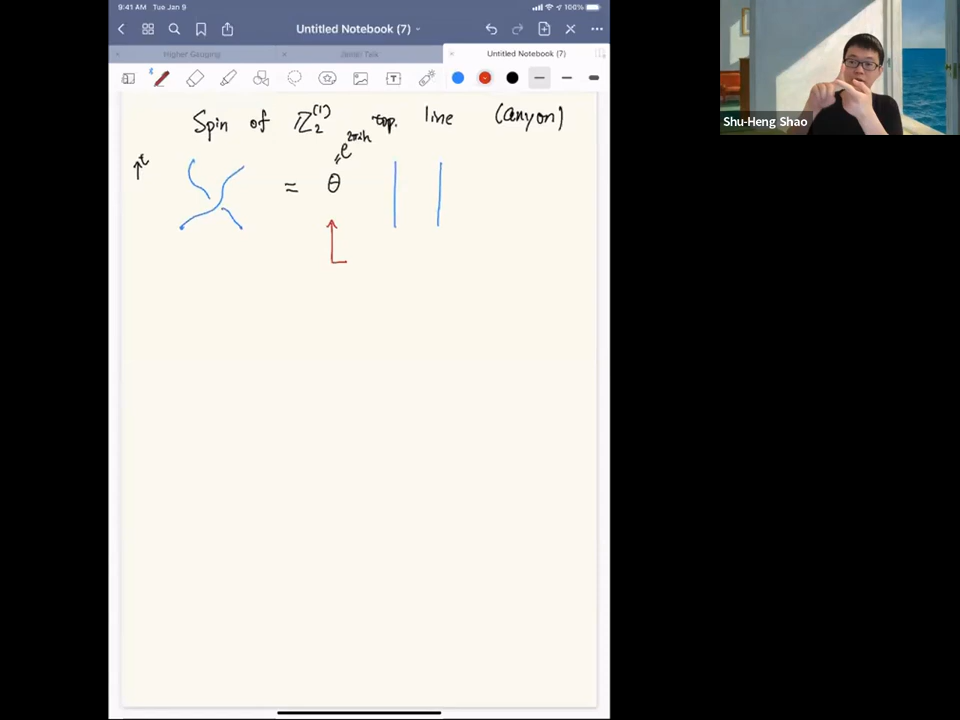 9:41 AM Tue Jan 9
100%
Untitled Notebook (7)
Higher Gauging
Untitled Notebook (7)
Shu-Heng Shao
Spin of ℤ₂⁽¹⁾ top. line (anyon)
↑t = θ = e^{2πih}